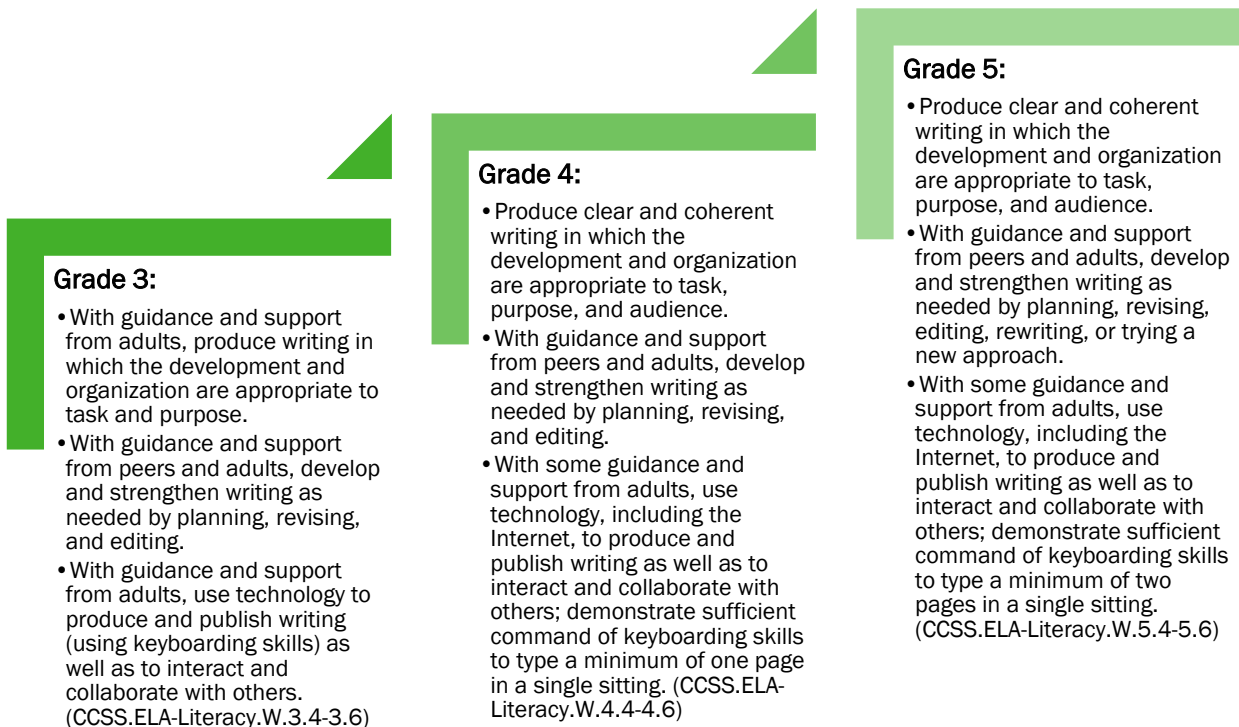 Grade 3:
•With guidance and support
from adults, produce writing in
which the development and
organization are appropriate to
task and purpose.
•With guidance and support
from peers and adults, develop
and strengthen writing as
needed by planning, revising,
and editing.
•With guidance and support
from adults, use technology to
produce and publish writing
(using keyboarding skills) as
well as to interact and
collaborate with others.
(CCSS.ELA-Literacy.W.3.4-3.6)
Grade 4:
•Produce clear and coherent
writing in which the
development and organization
are appropriate to task,
purpose, and audience.
•With guidance and support
from peers and adults, develop
and strengthen writing as
needed by planning, revising,
and editing.
•With some guidance and
support from adults, use
technology, including the
Internet, to produce and
publish writing as well as to
interact and collaborate with
others; demonstrate sufficient
command of keyboarding skills
to type a minimum of one page
in a single sitting. (CCSS.ELA-
Literacy.W.4.4-4.6)
Grade 5:
•Produce clear and coherent
writing in which the
development and organization
are appropriate to task,
purpose, and audience.
•With guidance and support
from peers and adults, develop
and strengthen writing as
needed by planning, revising,
editing, rewriting, or trying a
new approach.
•With some guidance and
support from adults, use
technology, including the
Internet, to produce and
publish writing as well as to
interact and collaborate with
others; demonstrate sufficient
command of keyboarding skills
to type a minimum of two
pages in a single sitting.
(CCSS.ELA-Literacy.W.5.4-5.6)